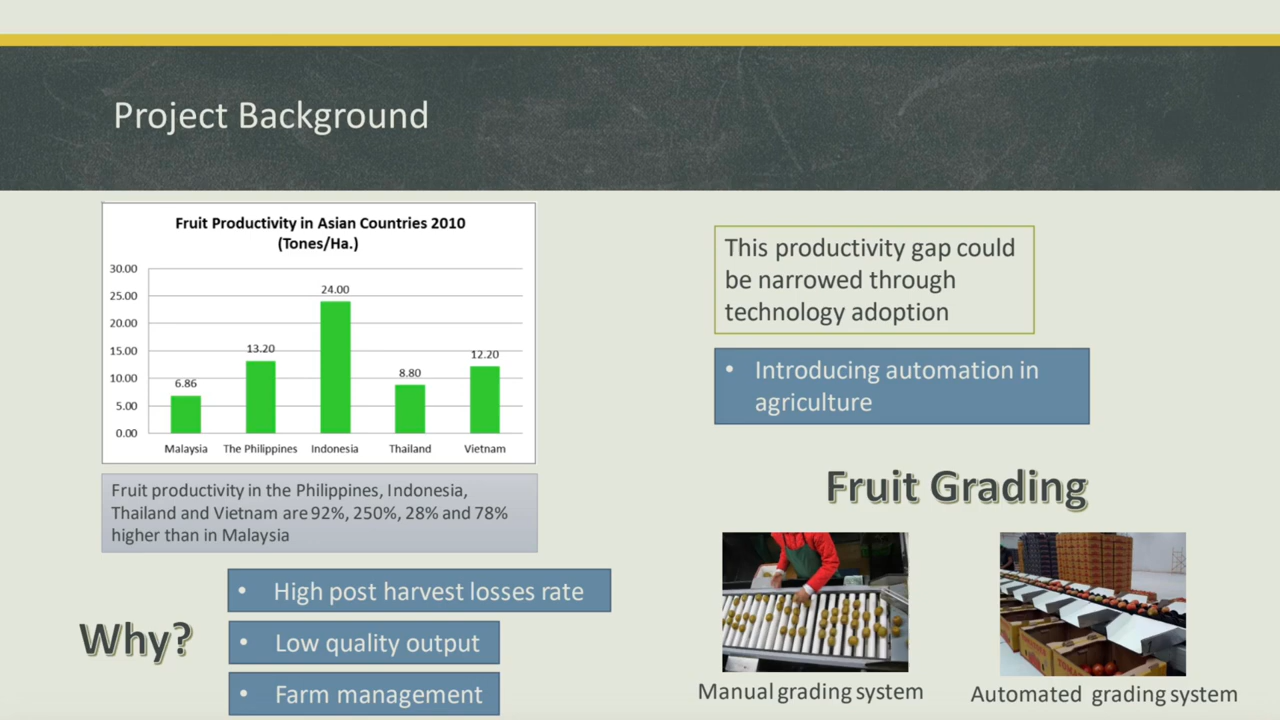 Project Background
Fruit Productivity in Asian Countries 2010
(Tones/Ha.)
30.00
25.00
20.00
15.00
10.00
5.00
0.00
6.86
13.20
24.00
8.80
12.20
Malaysia
The Philippines
Indonesia
Thailand
Vietnam
Fruit productivity in the Philippines, Indonesia,
Thailand and Vietnam are 92%, 250%, 28% and 78%
higher than in Malaysia
Why?
• High post harvest losses rate
• Low quality output
• Farm management
This productivity gap could
be narrowed through
technology adoption
• Introducing automation in
agriculture
Fruit Grading
Manual grading system
Automated grading system